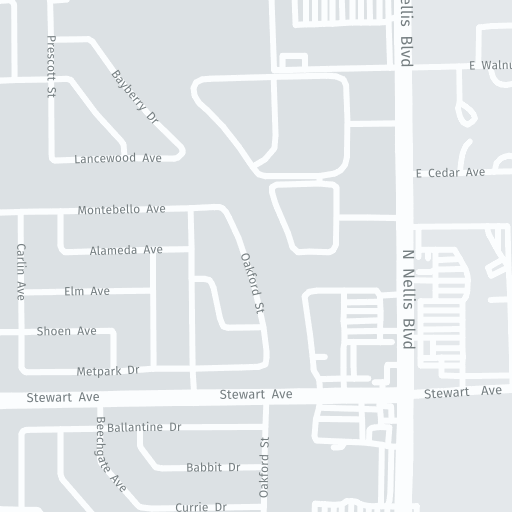 Nellis Blvd
Prescott St
Bayberry Dr
E Walnu
Lancewood Ave
E Cedar Ave
Montebello Ave
Alameda Ave
Carlin Ave
Oakford St
N Nellis Blvd
Elm Ave
Shoen Ave
Metpark Dr
Stewart Ave
Stewart Ave
Stewart Ave
Beechgate Ave
Ballantine Dr
Oakford St
Babbit Dr
Currie Dr